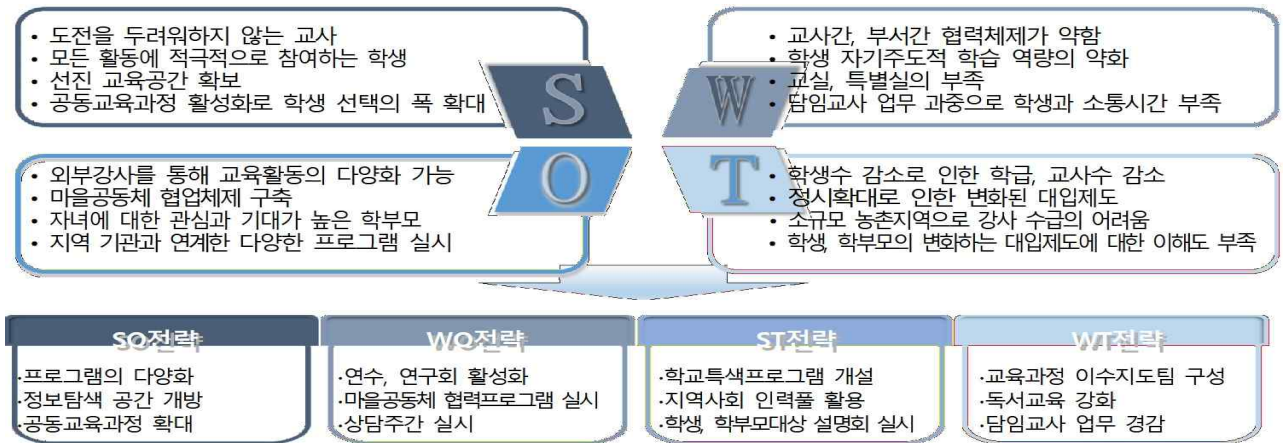 • 도전을 두려워하지 않는 교사
• 모든 활동에 적극적으로 참여하는 학생
• 선진 교육공간 확보
• 공동교육과정 활성화로 학생 선택의 폭 확대
S
W
• 교사간, 부서간 협력체제가 약함
• 학생 자기주도적 학습 역량의 약화
• 교실, 특별실의 부족
• 담임교사 업무 과중으로 학생과 소통시간 부족
• 외부강사를 통해 교육활동의 다양화 가능
• 마을공동체 협업체제 구축
• 자녀에 대한 관심과 기대가 높은 학부모
• 지역 기관과 연계한 다양한 프로그램 실시
O
T
• 학생수 감소로 인한 학급, 교사수 감소
• 정시확대로 인한 변화된 대입제도
• 소규모 농촌지역으로 강사 수급의 어려움
• 학생, 학부모의 변화하는 대입제도에 대한 이해도 부족
SO전략
·프로그램의 다양화
·정보탐색 공간 개방
·공동교육과정 확대
WO전략
·연수, 연구회 활성화
·마을공동체 협력프로그램 실시
·상담주간 실시
ST전략
·학교특색프로그램 개설
·지역사회 인력풀 활용
·학생, 학부모대상 설명회 실시
WT전략
·교육과정 이수지도팀 구성
·독서교육 강화
·담임교사 업무 경감